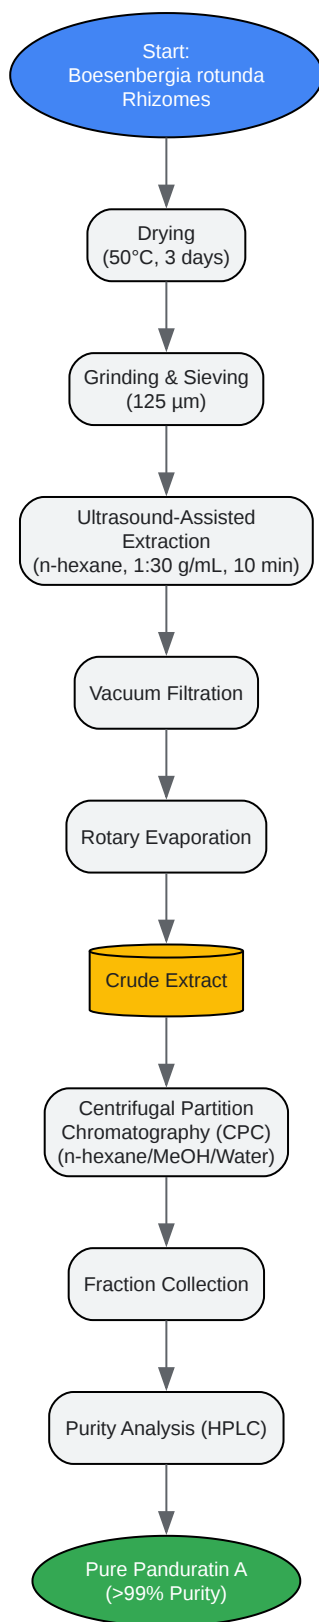 Start:
Boesenbergia rotunda
Rhizomes
Drying
(50°C, 3 days)
Grinding & Sieving
(125 µm)
Ultrasound-Assisted
Extraction
(n-hexane, 1:30 g/mL, 10 min)
Vacuum Filtration
Rotary Evaporation
Crude Extract
Centrifugal Partition
Chromatography (CPC)
(n-hexane/MeOH/Water)
Fraction Collection
Purity Analysis (HPLC)
Pure Panduratin A
(>99% Purity)